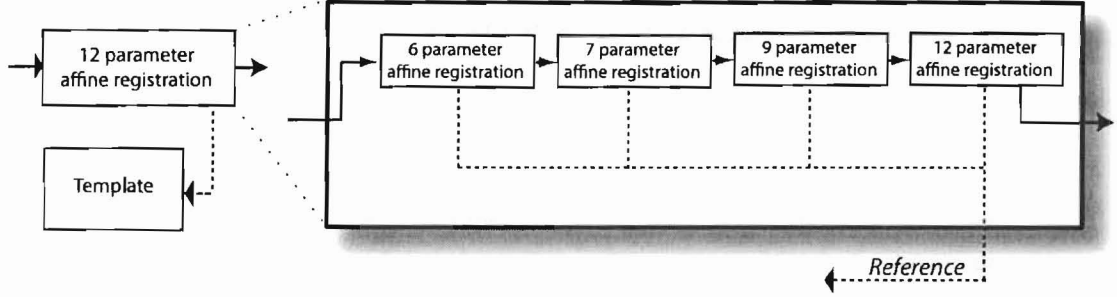 12 parameter
affine registration
Template
6 parameter
affine registration
7 parameter
affine registration
9 parameter
affine registration
12 parameter
affine registration
Reference